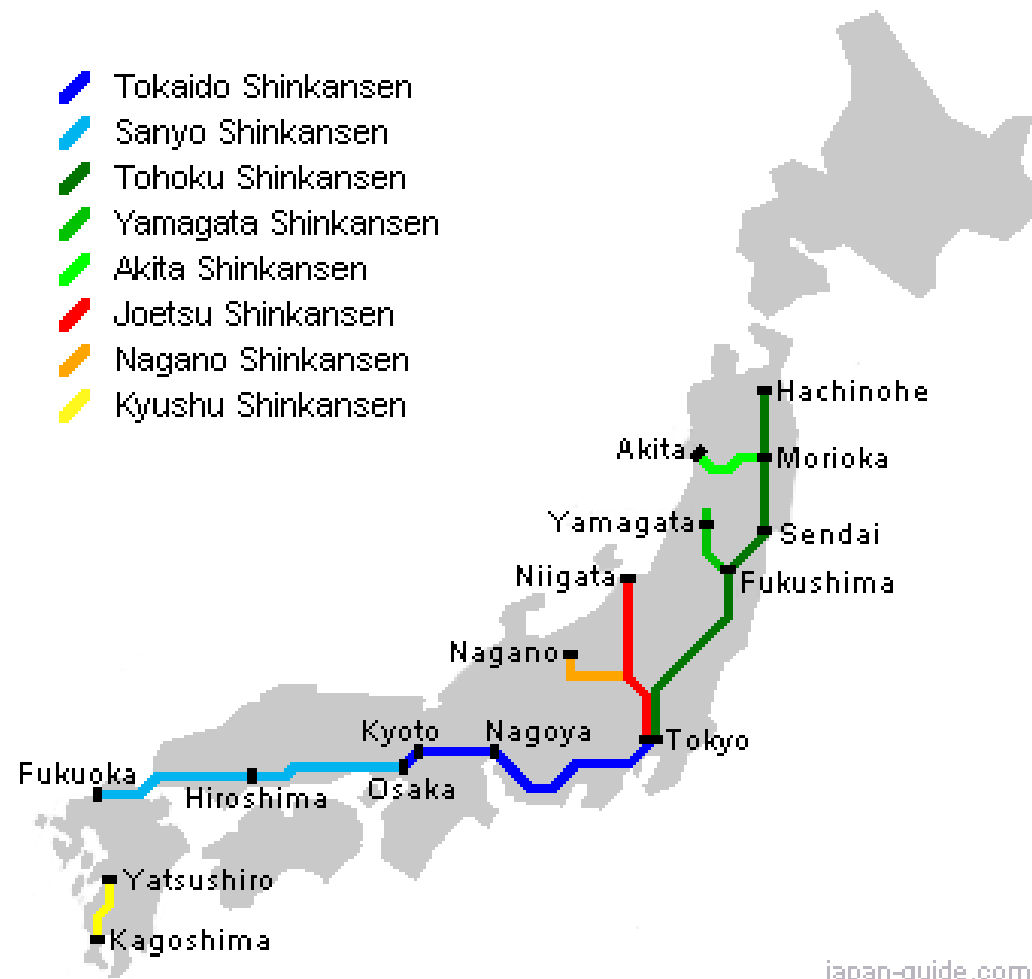 Tokaido Shinkansen
Sanyo Shinkansen
Tohoku Shinkansen
Yamagata Shinkansen
Akita Shinkansen
Joetsu Shinkansen
Nagano Shinkansen
Kyushu Shinkansen
Hachinohe
Akita
Morioka
Yamagata
Sendai
Niigata
Fukushima
Nagano
Kyoto
Nagoya
Tokyo
Fukuoka
Hiroshima
Osaka
Yatsushiro
Kagoshima
japan-guide.com